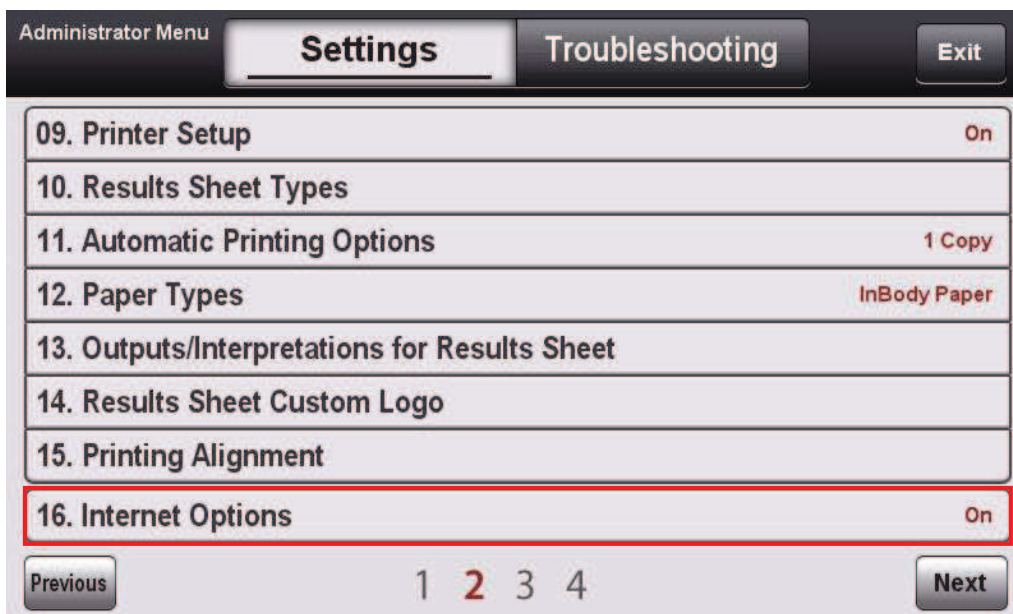 Administrator Menu Settings Troubleshooting Exit
09. Printer Setup On
10. Results Sheet Types
11. Automatic Printing Options 1 Copy
12. Paper Types InBody Paper
13. Outputs/Interpretations for Results Sheet
14. Results Sheet Custom Logo
15. Printing Alignment
16. Internet Options On
Previous 1 2 3 4 Next